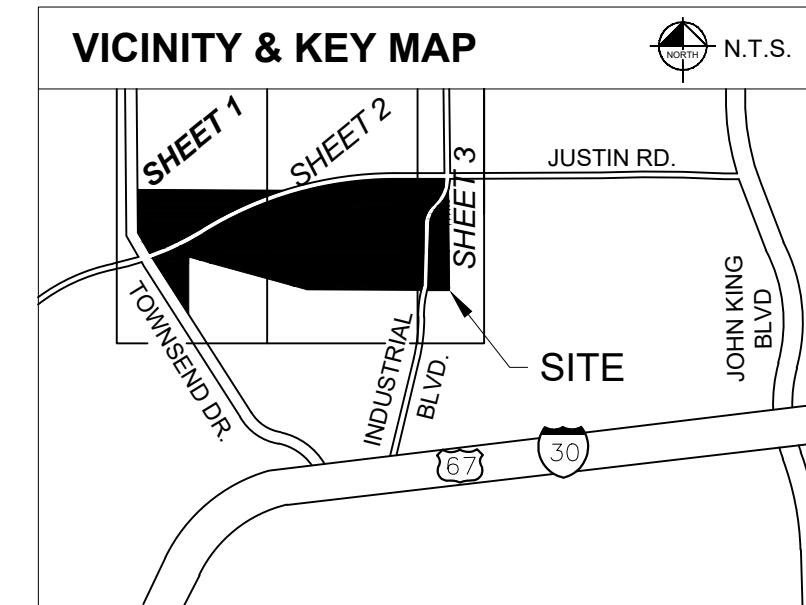 VICINITY & KEY MAP
NORTH
N.T.S.
SHEET 1
SHEET 2
SHEET 3
JUSTIN RD.
TOWNSEND DR.
INDUSTRIAL
BLVD.
JOHN KING
BLVD
SITE
67
30